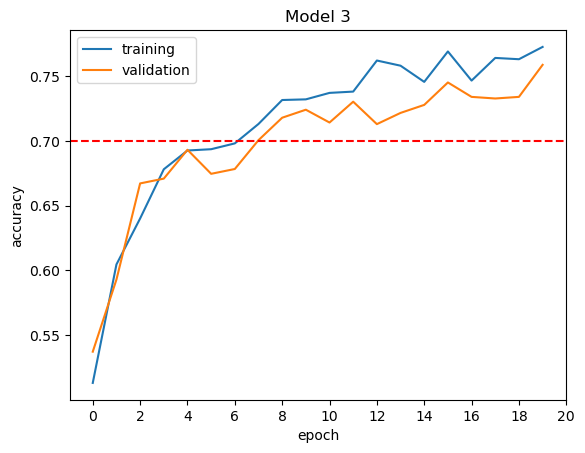 Model 3
training
validation
accuracy
0.75
0.70
0.65
0.60
0.55
0 2 4 6 8 10 12 14 16 18 20
epoch